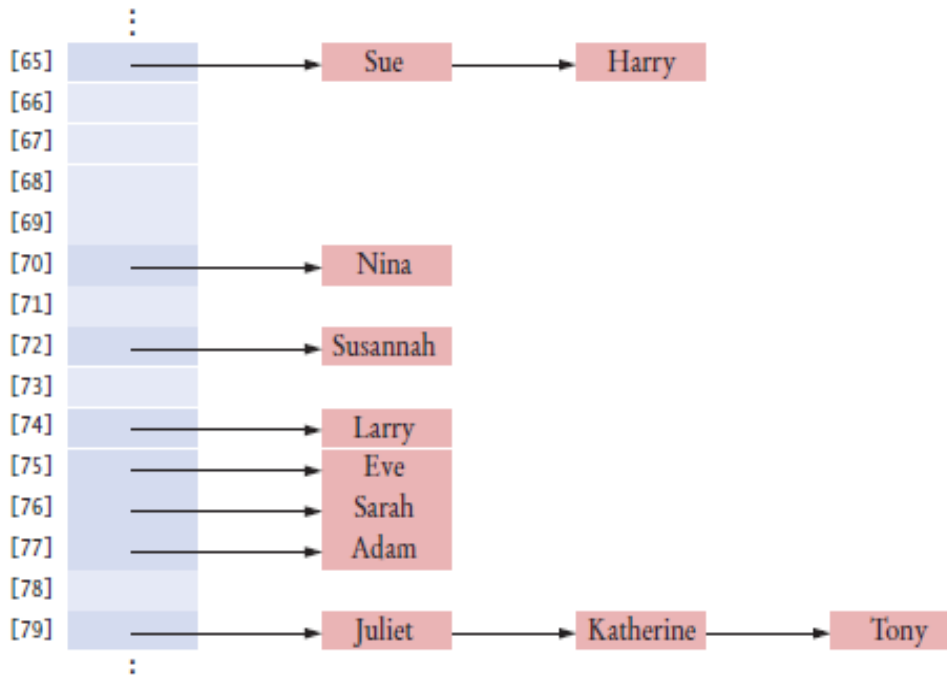 ⋮
[65] Sue Harry
[66]
[67]
[68]
[69]
[70] Nina
[71]
[72] Susannah
[73]
[74] Larry
[75] Eve
[76] Sarah
[77] Adam
[78]
[79] Juliet Katherine Tony
⋮